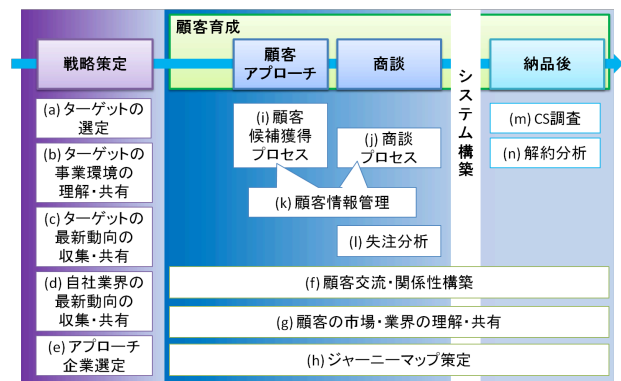 顧客育成
戦略策定
顧客
アプローチ
商談
システム構築
納品後
(a) ターゲットの
選定
(b) ターゲットの
事業環境の
理解・共有
(c) ターゲットの
最新動向の
収集・共有
(d) 自社業界の
最新動向の
収集・共有
(e) アプローチ
企業選定
(i) 顧客
候補獲得
プロセス
(j) 商談
プロセス
(k) 顧客情報管理
(l) 失注分析
(m) CS調査
(n) 解約分析
(f) 顧客交流・関係性構築
(g) 顧客の市場・業界の理解・共有
(h) ジャーニーマップ策定